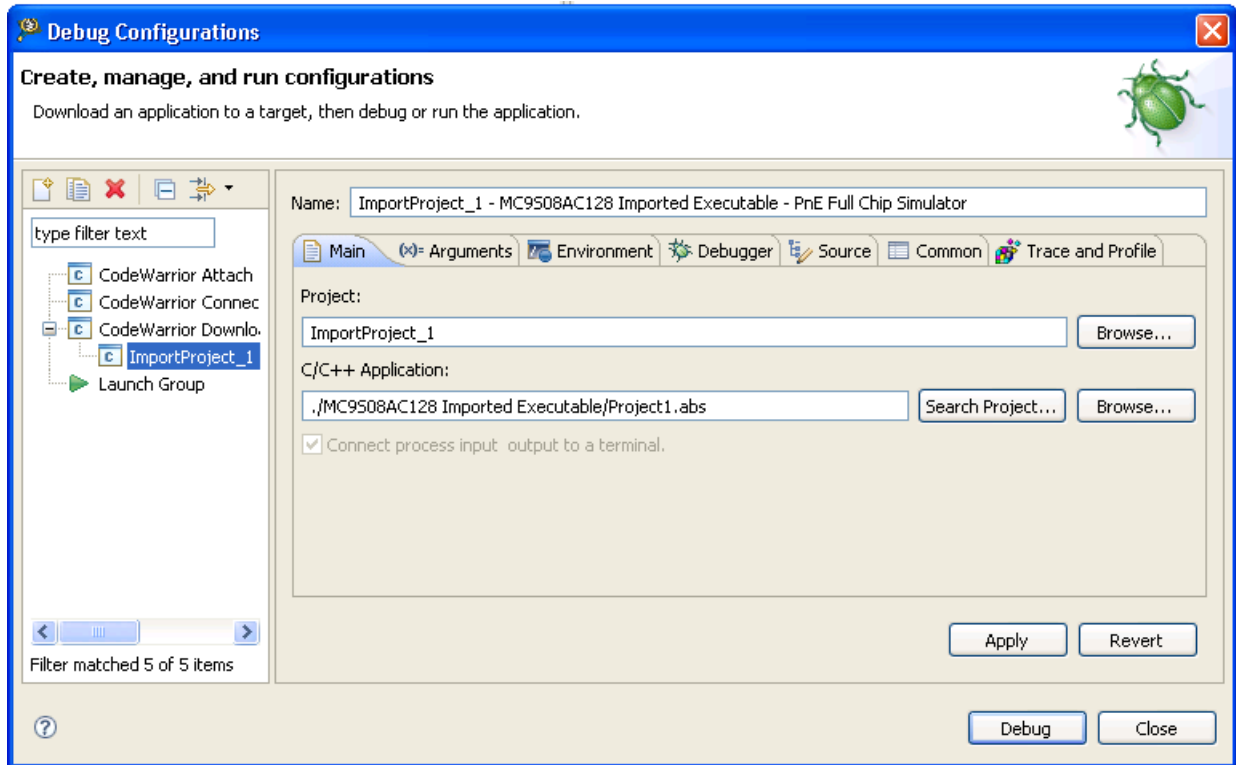 Debug Configurations
Create, manage, and run configurations
Download an application to a target, then debug or run the application.
type filter text
CodeWarrior Attach
CodeWarrior Connec
CodeWarrior Downlo
ImportProject_1
Launch Group
Filter matched 5 of 5 items
Name: ImportProject_1 - MC9S08AC128 Imported Executable - PnE Full Chip Simulator
Main (x)= Arguments Environment Debugger Source Common Trace and Profile
Project:
ImportProject_1 Browse...
C/C++ Application:
./MC9S08AC128 Imported Executable/Project1.abs Search Project... Browse...
Connect process input output to a terminal.
Apply Revert
Debug Close